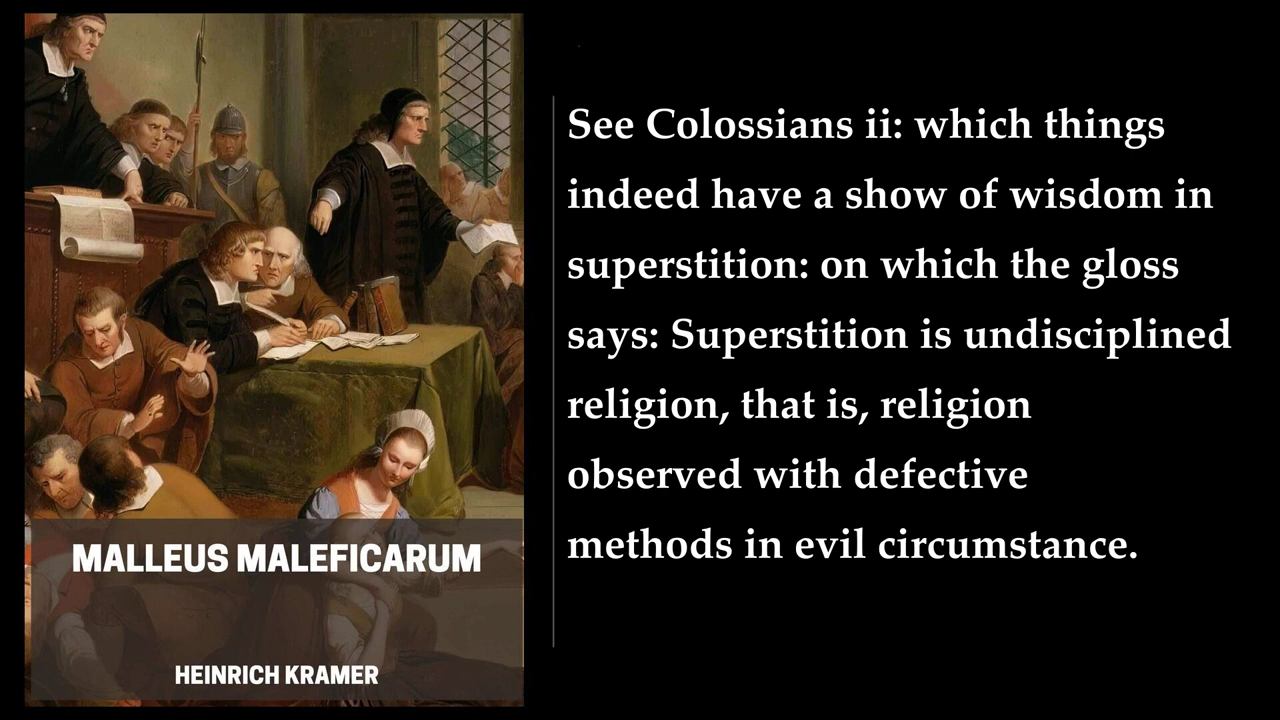 MALLEUS MALEFICARUM
HEINRICH KRAMER
See Colossians ii: which things
indeed have a show of wisdom in
superstition: on which the gloss
says: Superstition is undisciplined
religion, that is, religion
observed with defective
methods in evil circumstance.